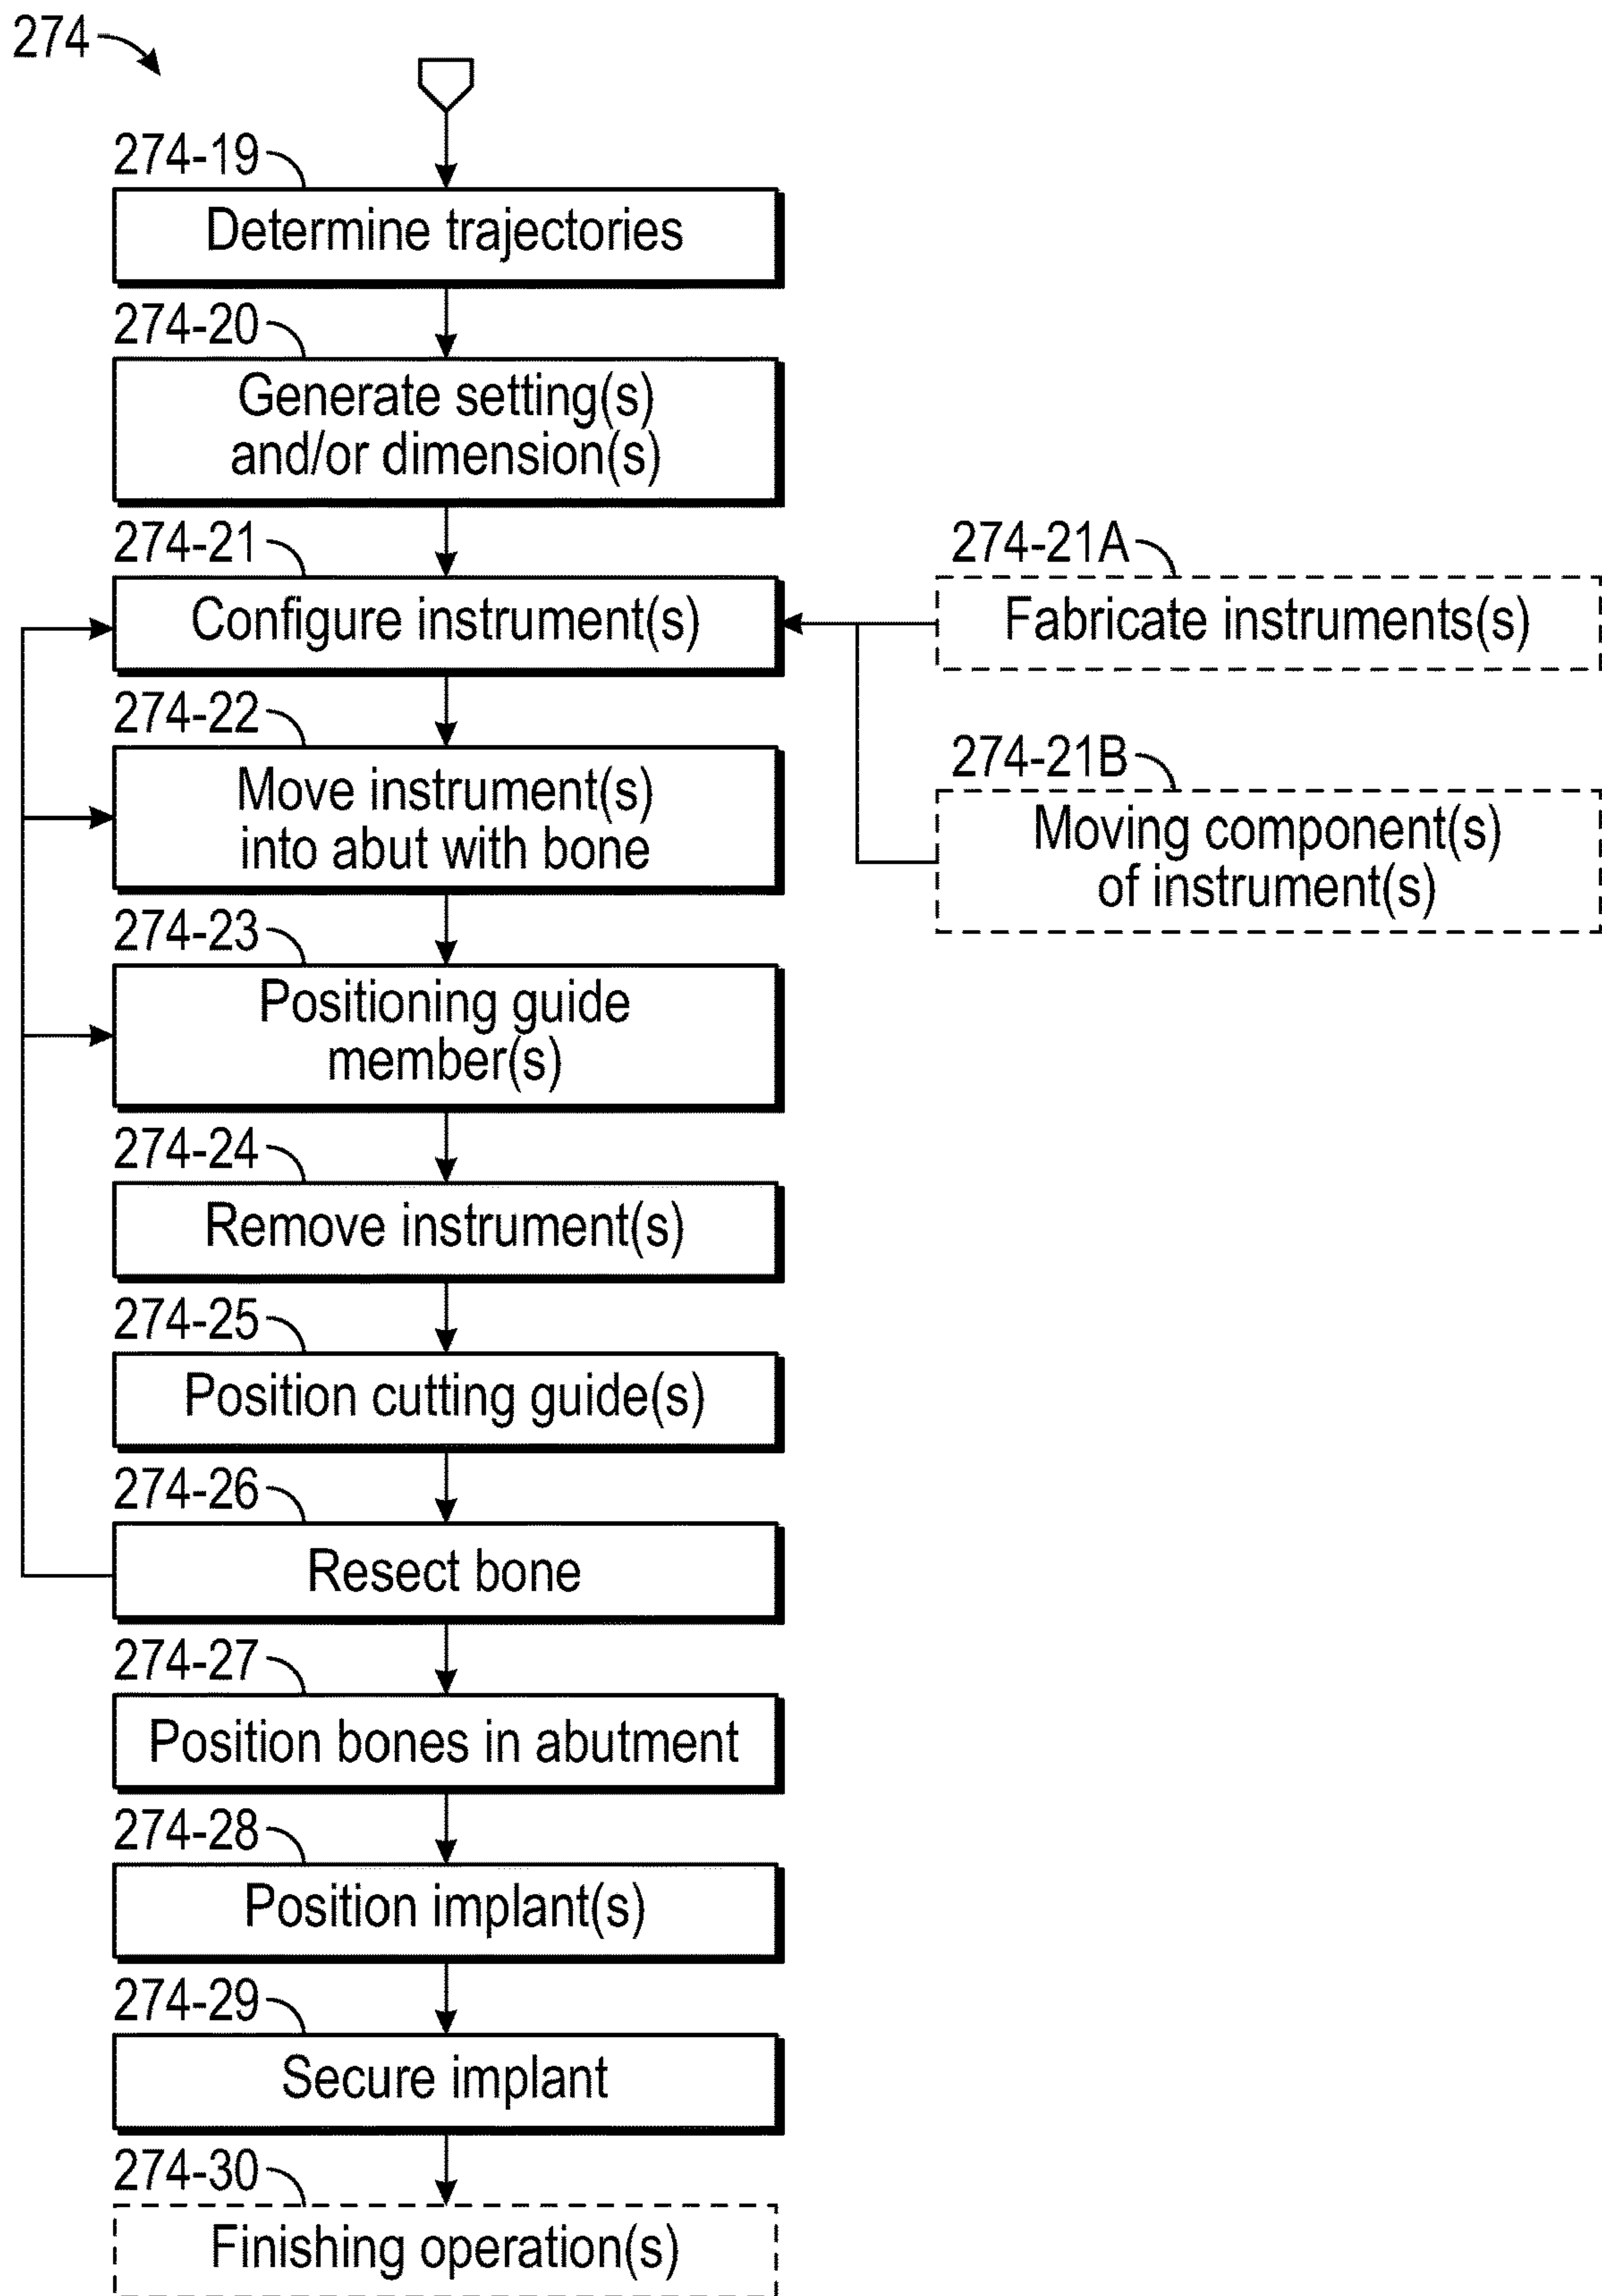 274
274-19
Determine trajectories
274-20
Generate setting(s)
and/or dimension(s)
274-21
Configure instrument(s)
274-21A
Fabricate instruments(s)
274-22
Move instrument(s)
into abut with bone
274-21B
Moving component(s)
of instrument(s)
274-23
Positioning guide
member(s)
274-24
Remove instrument(s)
274-25
Position cutting guide(s)
274-26
Resect bone
274-27
Position bones in abutment
274-28
Position implant(s)
274-29
Secure implant
274-30
Finishing operation(s)